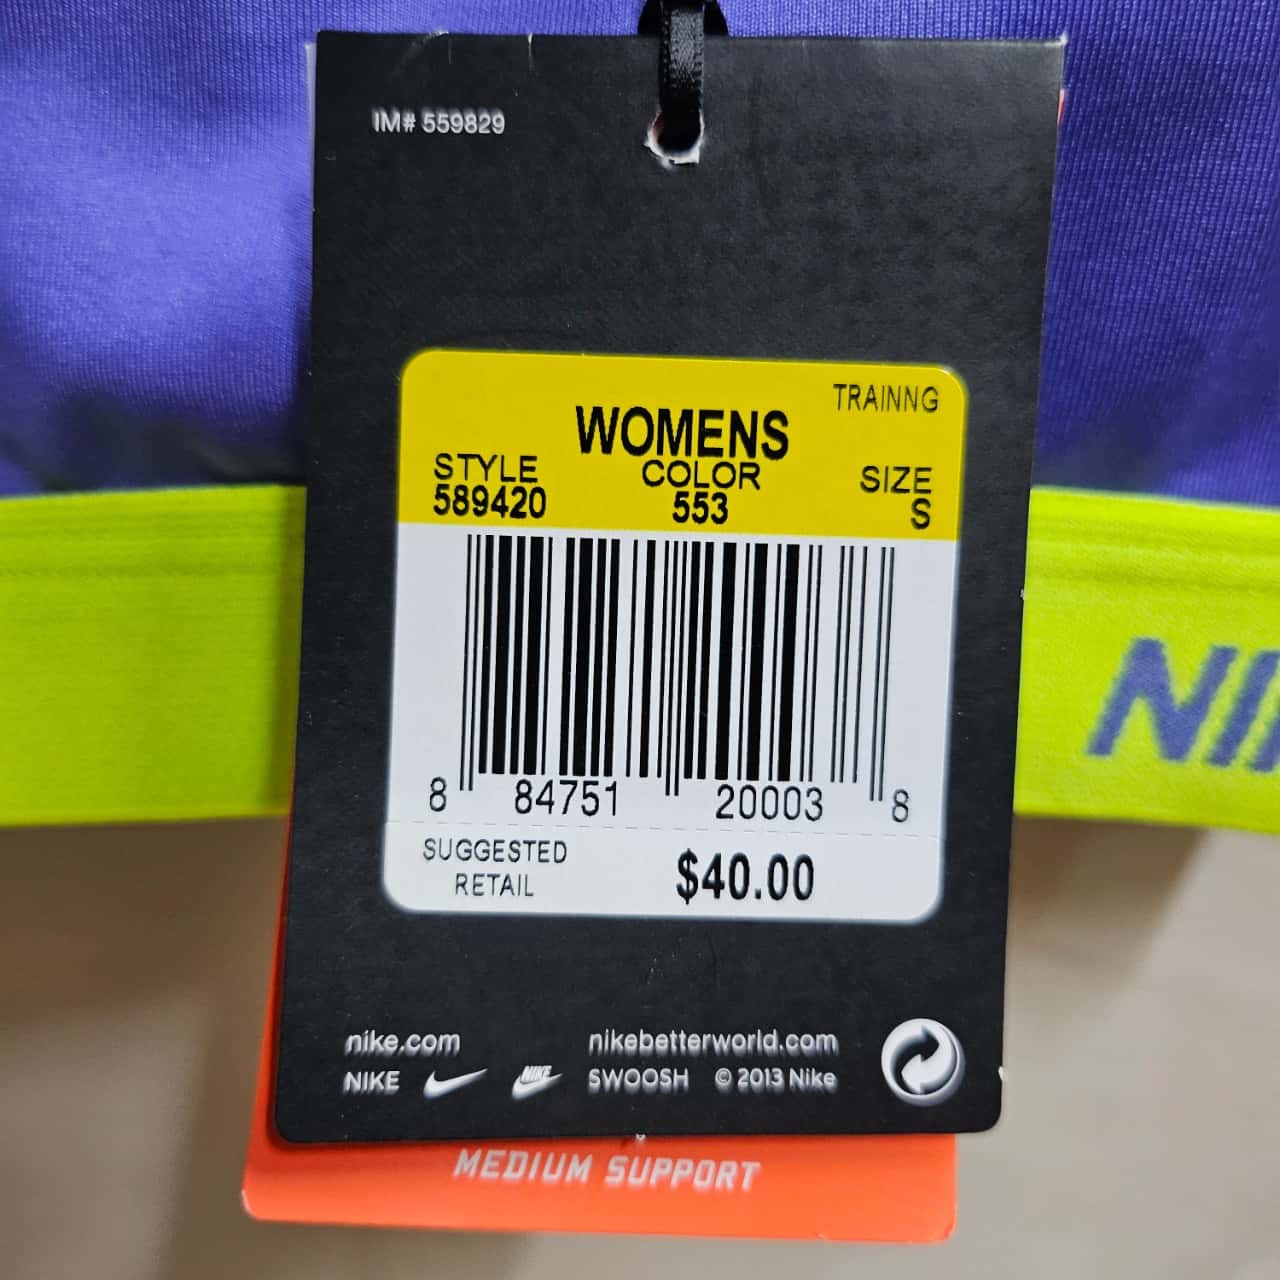 IM# 559829
TRAINNG
WOMENS
STYLE COLOR SIZE
589420 553 S
8 84751 20003 8
SUGGESTED RETAIL $40.00
nike.com nikebetterworld.com
NIKE NIKE SWOOSH © 2013 Nike
MEDIUM SUPPORT